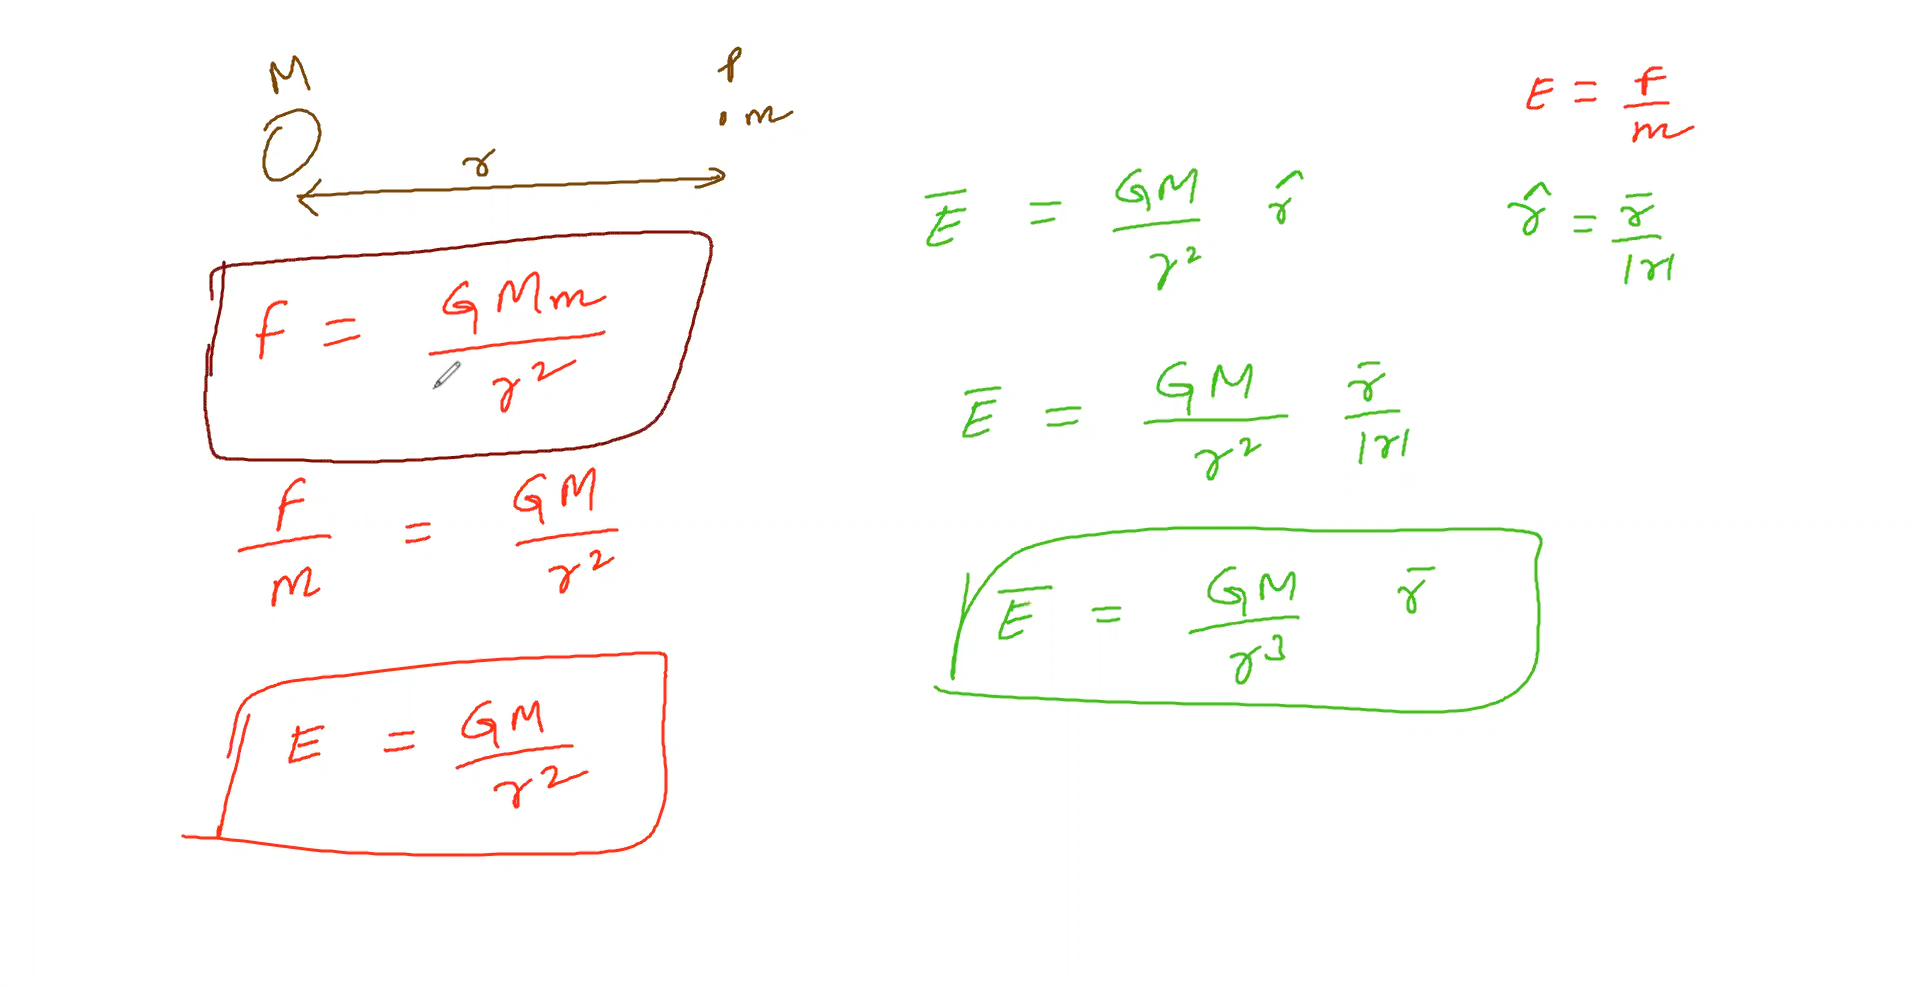 M
P
. m
r
F = GMm / r²
F / m = GM / r²
E = GM / r²
E = F / m
E̅ = GM / r² r̂
r̂ = r̅ / |r|
E̅ = GM / r² r̅ / |r|
E̅ = GM / r³ r̅